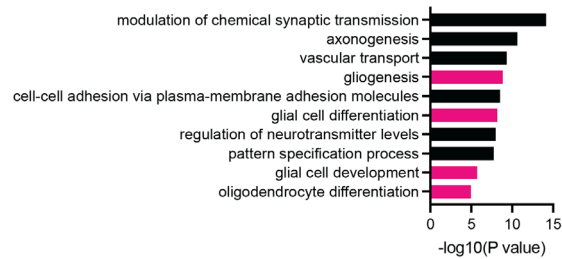 modulation of chemical synaptic transmission
axonogenesis
vascular transport
gliogenesis
cell-cell adhesion via plasma-membrane adhesion molecules
glial cell differentiation
regulation of neurotransmitter levels
pattern specification process
glial cell development
oligodendrocyte differentiation
0 5 10 15
-log10(P value)